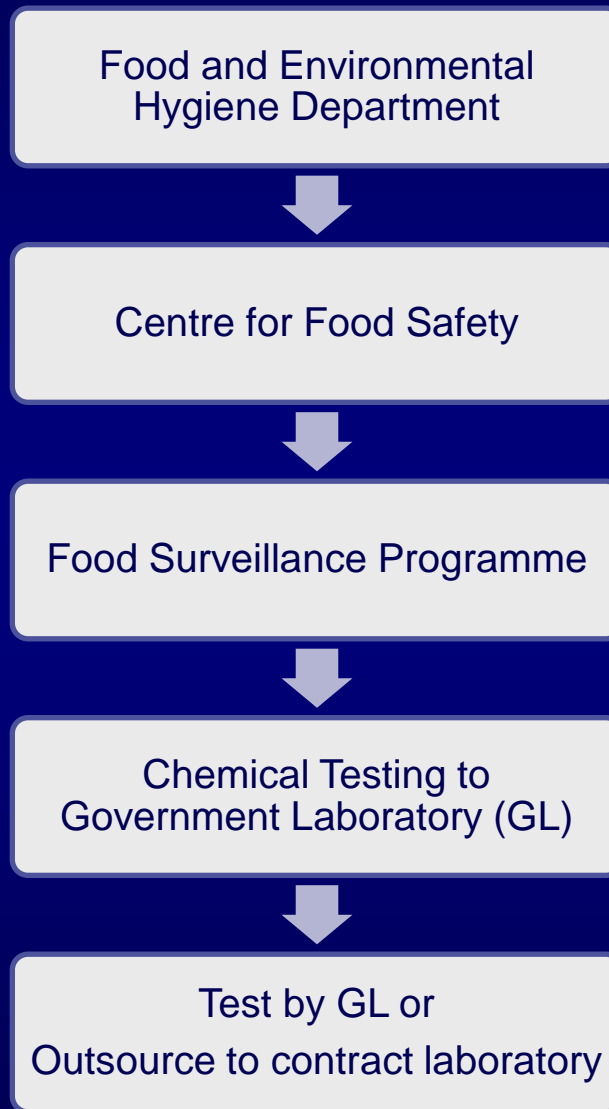 Food and Environmental
Hygiene Department
Centre for Food Safety
Food Surveillance Programme
Chemical Testing to
Government Laboratory (GL)
Test by GL or
Outsource to contract laboratory